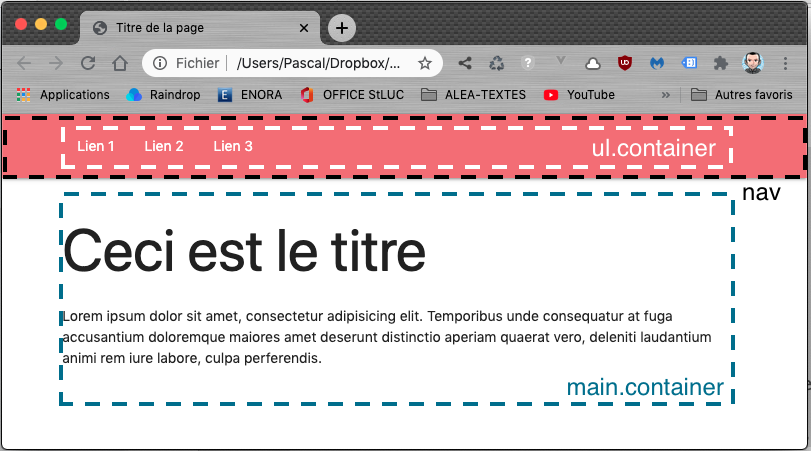 Titre de la page
Fichier | /Users/Pascal/Dropbox/...
Applications Raindrop ENORA OFFICE StLUC ALEA-TEXTES YouTube » Autres favoris
Lien 1 Lien 2 Lien 3 ul.container
nav
Ceci est le titre
Lorem ipsum dolor sit amet, consectetur adipisicing elit. Temporibus unde consequatur at fuga
accusantium doloremque maiores amet deserunt distinctio aperiam quaerat vero, deleniti laudantium
animi rem iure labore, culpa perferendis.
main.container